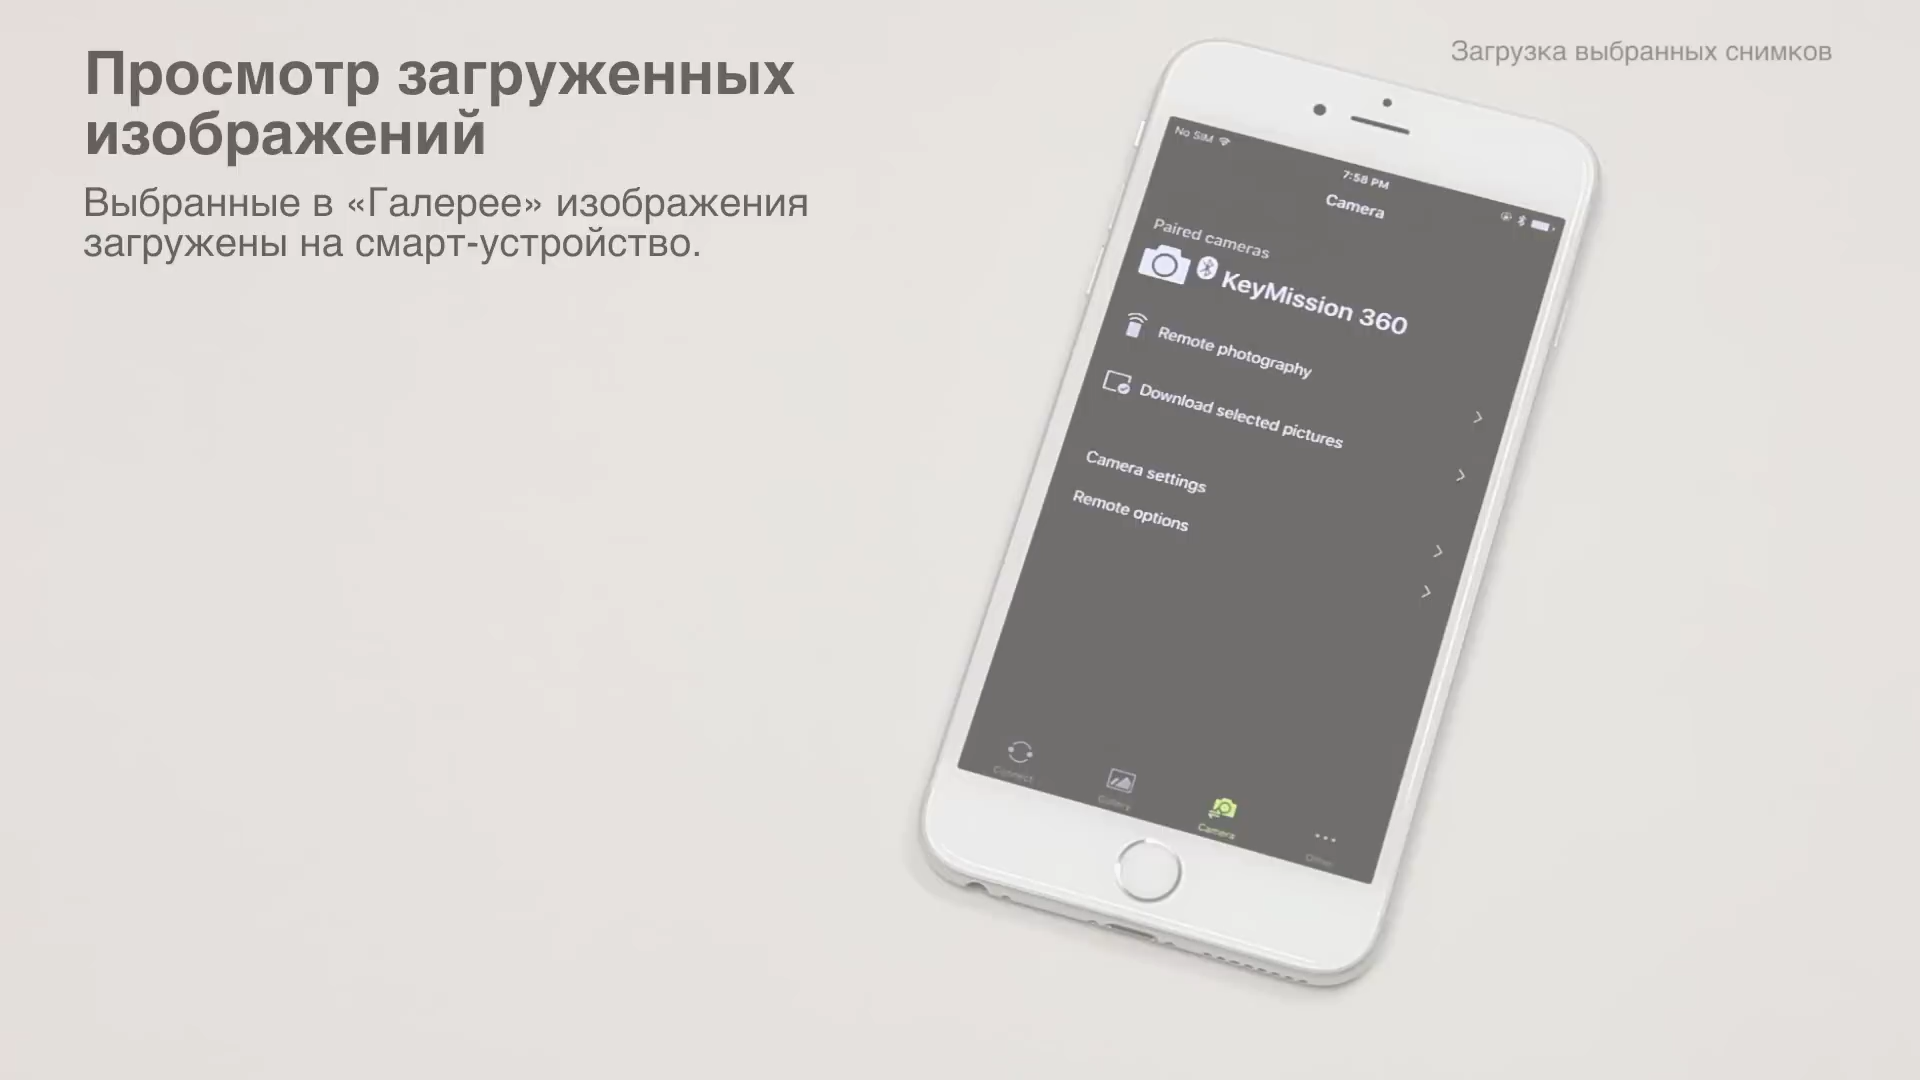 Просмотр загруженных
изображений
Выбранные в «Галерее» изображения
загружены на смарт-устройство.
Загрузка выбранных снимков
No SIM
7:58 PM
Camera
Paired cameras
KeyMission 360
Remote photography
Download selected pictures
Camera settings
Remote options
Connect
Gallery
Camera
Other